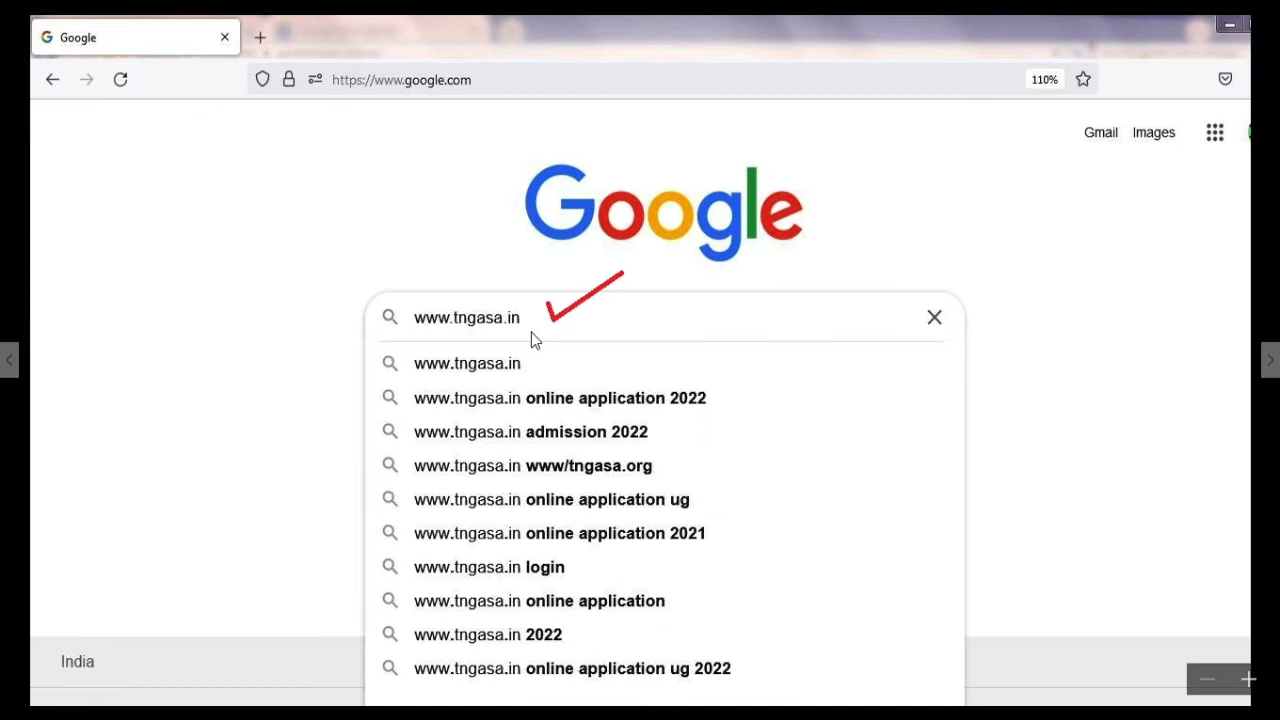 Google
https://www.google.com
110%
Gmail Images
Google
www.tngasa.in
www.tngasa.in
www.tngasa.in online application 2022
www.tngasa.in admission 2022
www.tngasa.in www/tngasa.org
www.tngasa.in online application ug
www.tngasa.in online application 2021
www.tngasa.in login
www.tngasa.in online application
www.tngasa.in 2022
www.tngasa.in online application ug 2022
India